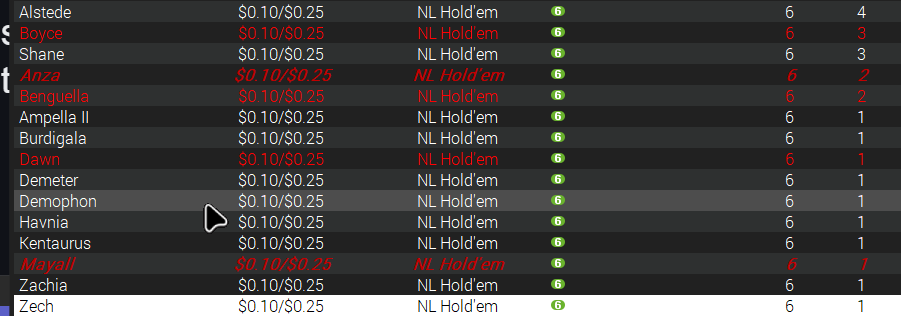 Alstede $0.10/$0.25 NL Hold'em 6 6 4
Boyce $0.10/$0.25 NL Hold'em 6 6 3
Shane $0.10/$0.25 NL Hold'em 6 6 3
Anza $0.10/$0.25 NL Hold'em 6 6 2
Benguella $0.10/$0.25 NL Hold'em 6 6 2
Ampella II $0.10/$0.25 NL Hold'em 6 6 1
Burdigala $0.10/$0.25 NL Hold'em 6 6 1
Dawn $0.10/$0.25 NL Hold'em 6 6 1
Demeter $0.10/$0.25 NL Hold'em 6 6 1
Demophon $0.10/$0.25 NL Hold'em 6 6 1
Havnia $0.10/$0.25 NL Hold'em 6 6 1
Kentaurus $0.10/$0.25 NL Hold'em 6 6 1
Mayall $0.10/$0.25 NL Hold'em 6 6 1
Zachia $0.10/$0.25 NL Hold'em 6 6 1
Zech $0.10/$0.25 NL Hold'em 6 6 1